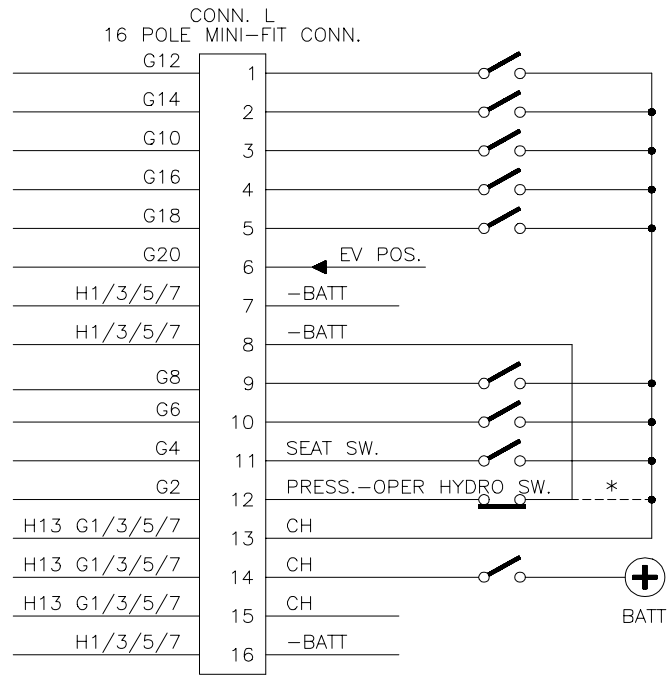 CONN. L
16 POLE MINI-FIT CONN.
G12 1
G14 2
G10 3
G16 4
G18 5
G20 6 EV POS.
H1/3/5/7 7 -BATT
H1/3/5/7 8 -BATT
G8 9
G6 10
G4 11 SEAT SW.
G2 12 PRESS.-OPER HYDRO SW. *
H13 G1/3/5/7 13 CH
H13 G1/3/5/7 14 CH +
H13 G1/3/5/7 15 CH
BATT
H1/3/5/7 16 -BATT